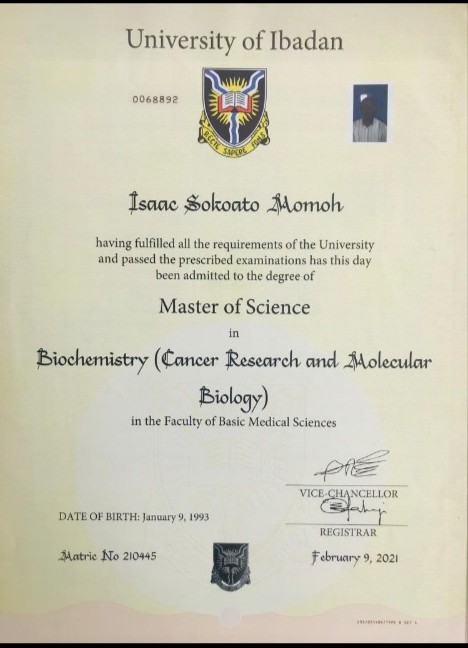 University of Ibadan
0068892
RECTE SAPERE FONS
Isaac Sokoato Momoh
having fulfilled all the requirements of the University
and passed the prescribed examinations has this day
been admitted to the degree of
Master of Science
in
Biochemistry (Cancer Research and Molecular
Biology)
in the Faculty of Basic Medical Sciences
VICE-CHANCELLOR
REGISTRAR
DATE OF BIRTH: January 9, 1993
Matric No 210445
February 9, 2021